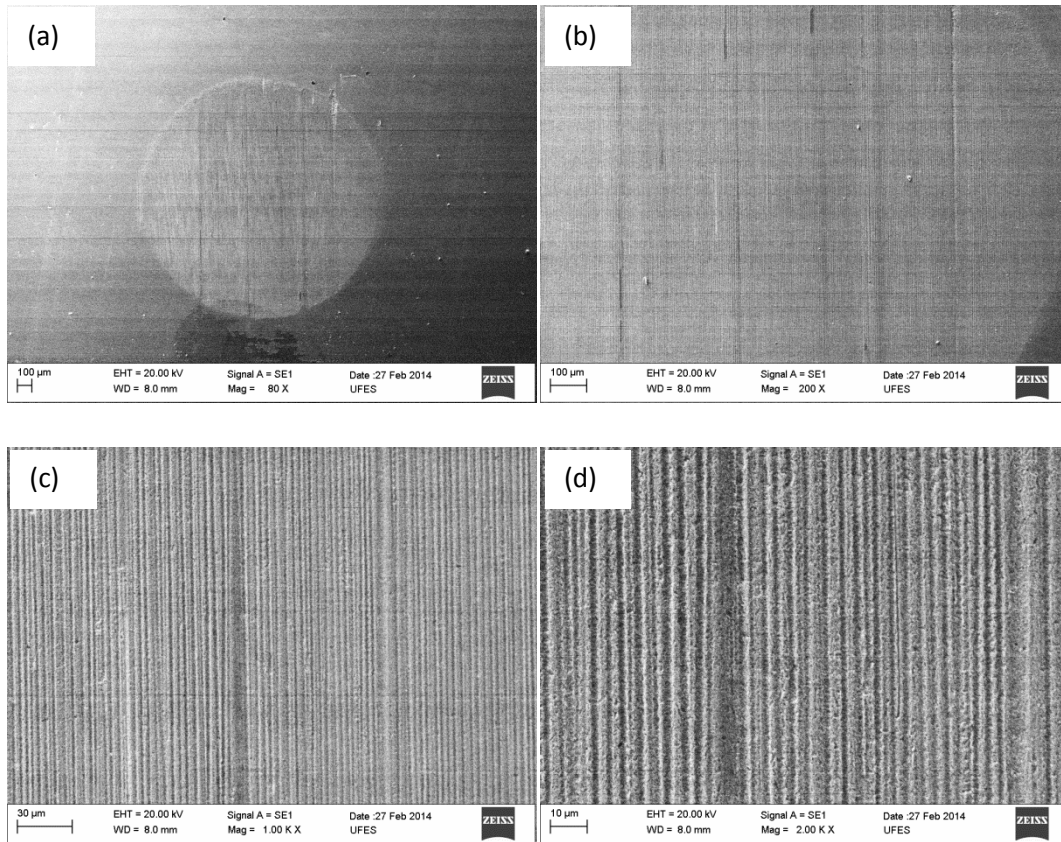 (a)
100 µm
EHT = 20.00 kV
WD = 8.0 mm
Signal A = SE1
Mag = 80 X
Date :27 Feb 2014
UFES
ZEISS
(b)
100 µm
EHT = 20.00 kV
WD = 8.0 mm
Signal A = SE1
Mag = 200 X
Date :27 Feb 2014
UFES
ZEISS
(c)
30 µm
EHT = 20.00 kV
WD = 8.0 mm
Signal A = SE1
Mag = 1.00 K X
Date :27 Feb 2014
UFES
ZEISS
(d)
10 µm
EHT = 20.00 kV
WD = 8.0 mm
Signal A = SE1
Mag = 2.00 K X
Date :27 Feb 2014
UFES
ZEISS